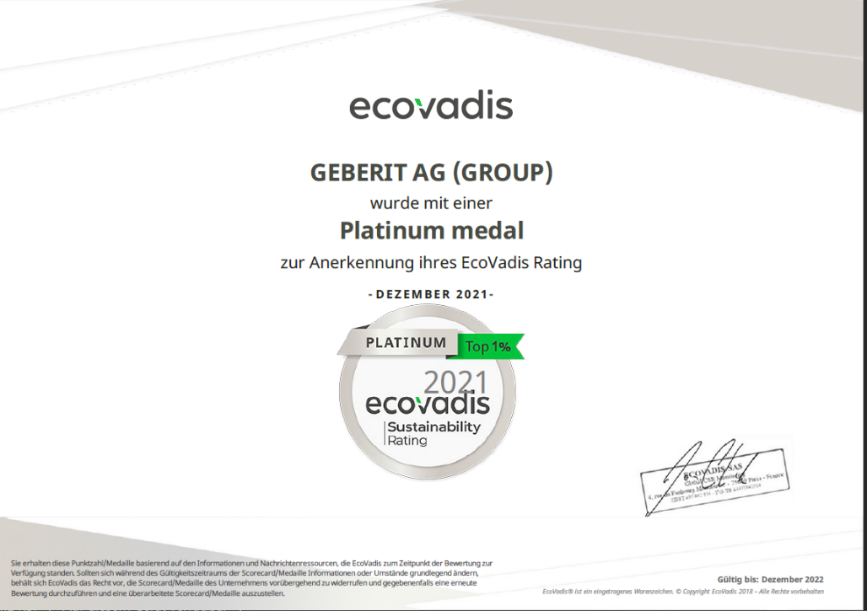 ecovadis
GEBERIT AG (GROUP)
wurde mit einer
Platinum medal
zur Anerkennung ihres EcoVadis Rating
- DEZEMBER 2021-
PLATINUM
Top 1%
2021
ecovadis
Sustainability
Rating
ECOVADIS SAS
Sie erhalten diese Punktzahl/Medaille basierend auf den Informationen und Nachrichtenressourcen, die EcoVadis zum Zeitpunkt der Bewertung zur
Verfügung standen. Sollten sich während des Gültigkeitszeitraums der Scorecard/Medaille Informationen oder Umstände grundlegend ändern,
behält sich EcoVadis das Recht vor, die Scorecard/Medaille des Unternehmens vorübergehend zu widerrufen und gegebenenfalls eine erneute
Bewertung durchzuführen und eine überarbeitete Scorecard/Medaille auszustellen.
Gültig bis: Dezember 2022
EcoVadis® ist ein eingetragenes Warenzeichen. © Copyright EcoVadis 2018 – Alle Rechte vorbehalten